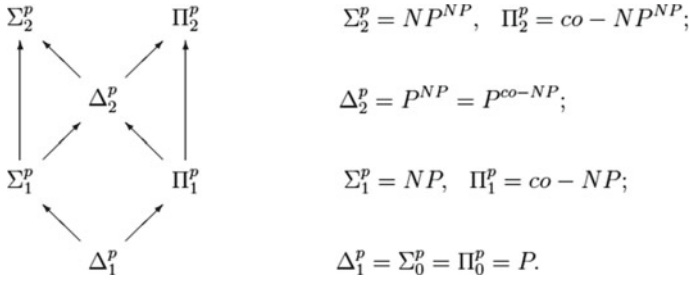 Σ₂ᵖ Π₂ᵖ Σ₂ᵖ = NP^{NP}, Π₂ᵖ = co − NP^{NP};
Δ₂ᵖ Δ₂ᵖ = P^{NP} = P^{co−NP};
Σ₁ᵖ Π₁ᵖ Σ₁ᵖ = NP, Π₁ᵖ = co − NP;
Δ₁ᵖ Δ₁ᵖ = Σ₀ᵖ = Π₀ᵖ = P.